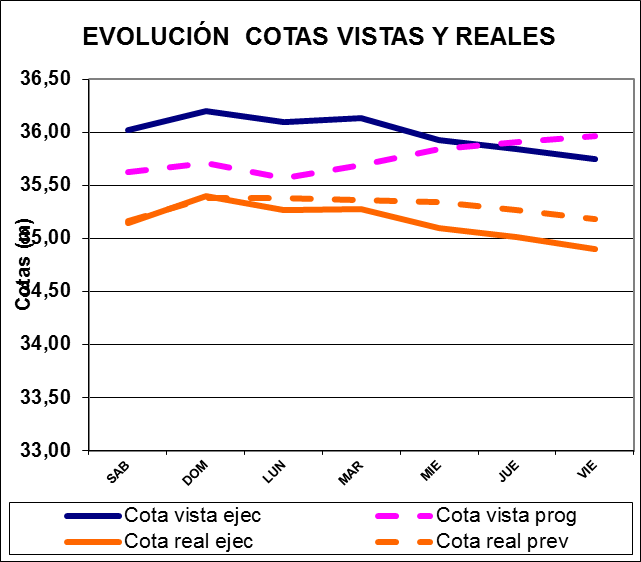 EVOLUCIÓN  COTAS VISTAS Y REALES
36,50
36,00
35,50
35,00
34,50
34,00
33,50
33,00
Cotas
SAB DOM LUN MAR MIE JUE VIE
Cota vista ejec Cota vista prog
Cota real ejec Cota real prev